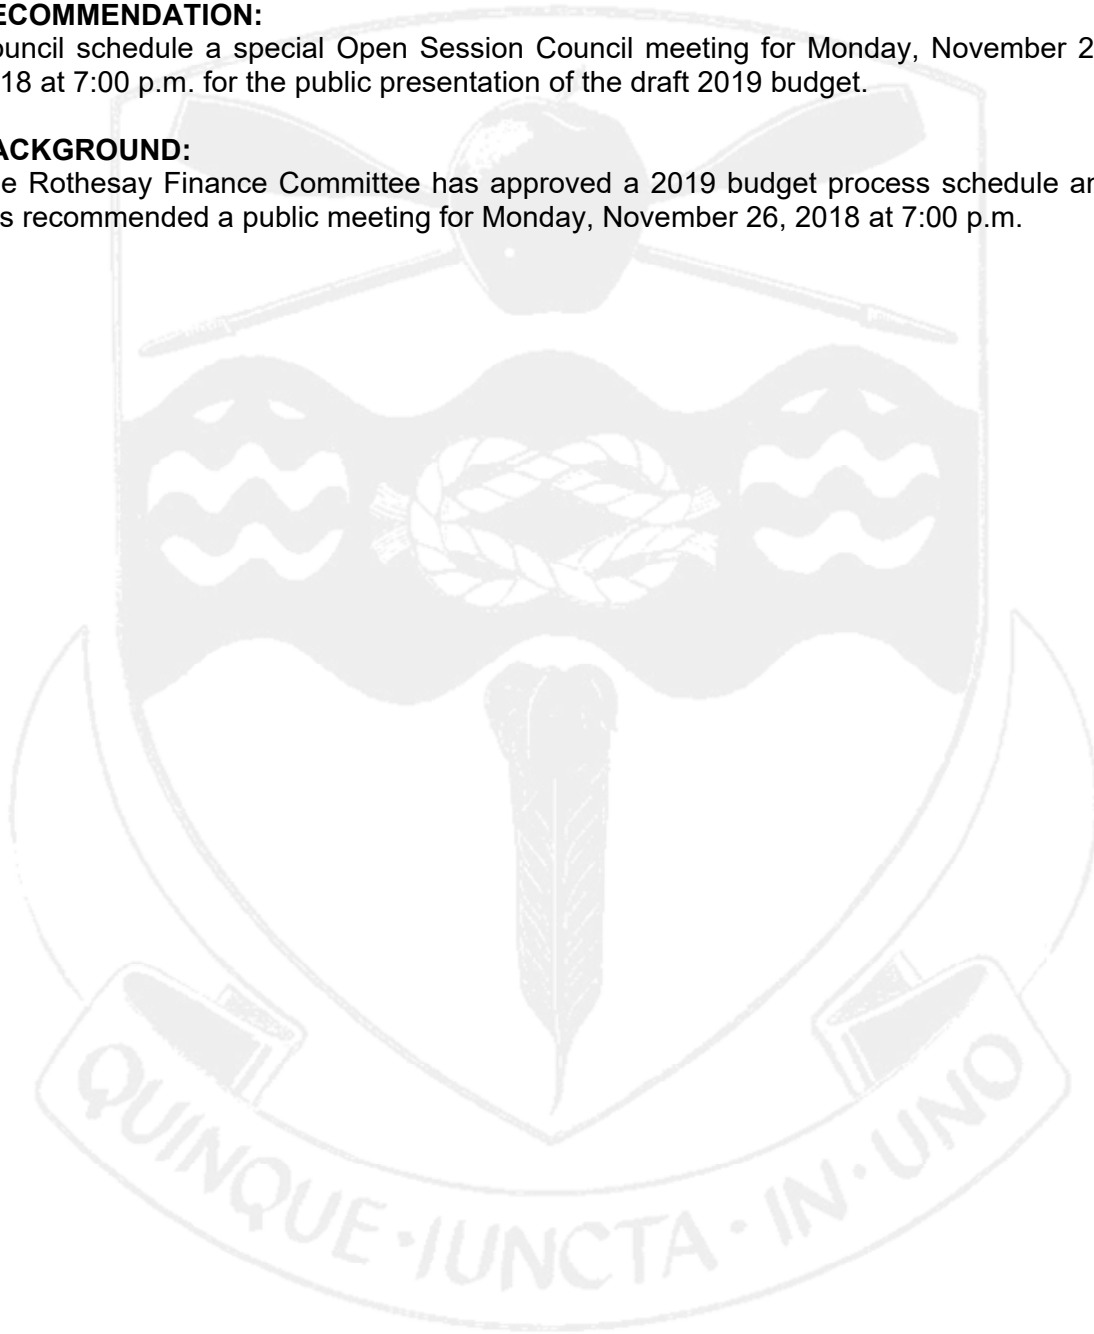 ECOMMENDATION:
ouncil schedule a special Open Session Council meeting for Monday, November 2
18 at 7:00 p.m. for the public presentation of the draft 2019 budget.
ACKGROUND:
e Rothesay Finance Committee has approved a 2019 budget process schedule an
s recommended a public meeting for Monday, November 26, 2018 at 7:00 p.m.
QUINQUE · IUNCTA · IN · UNO